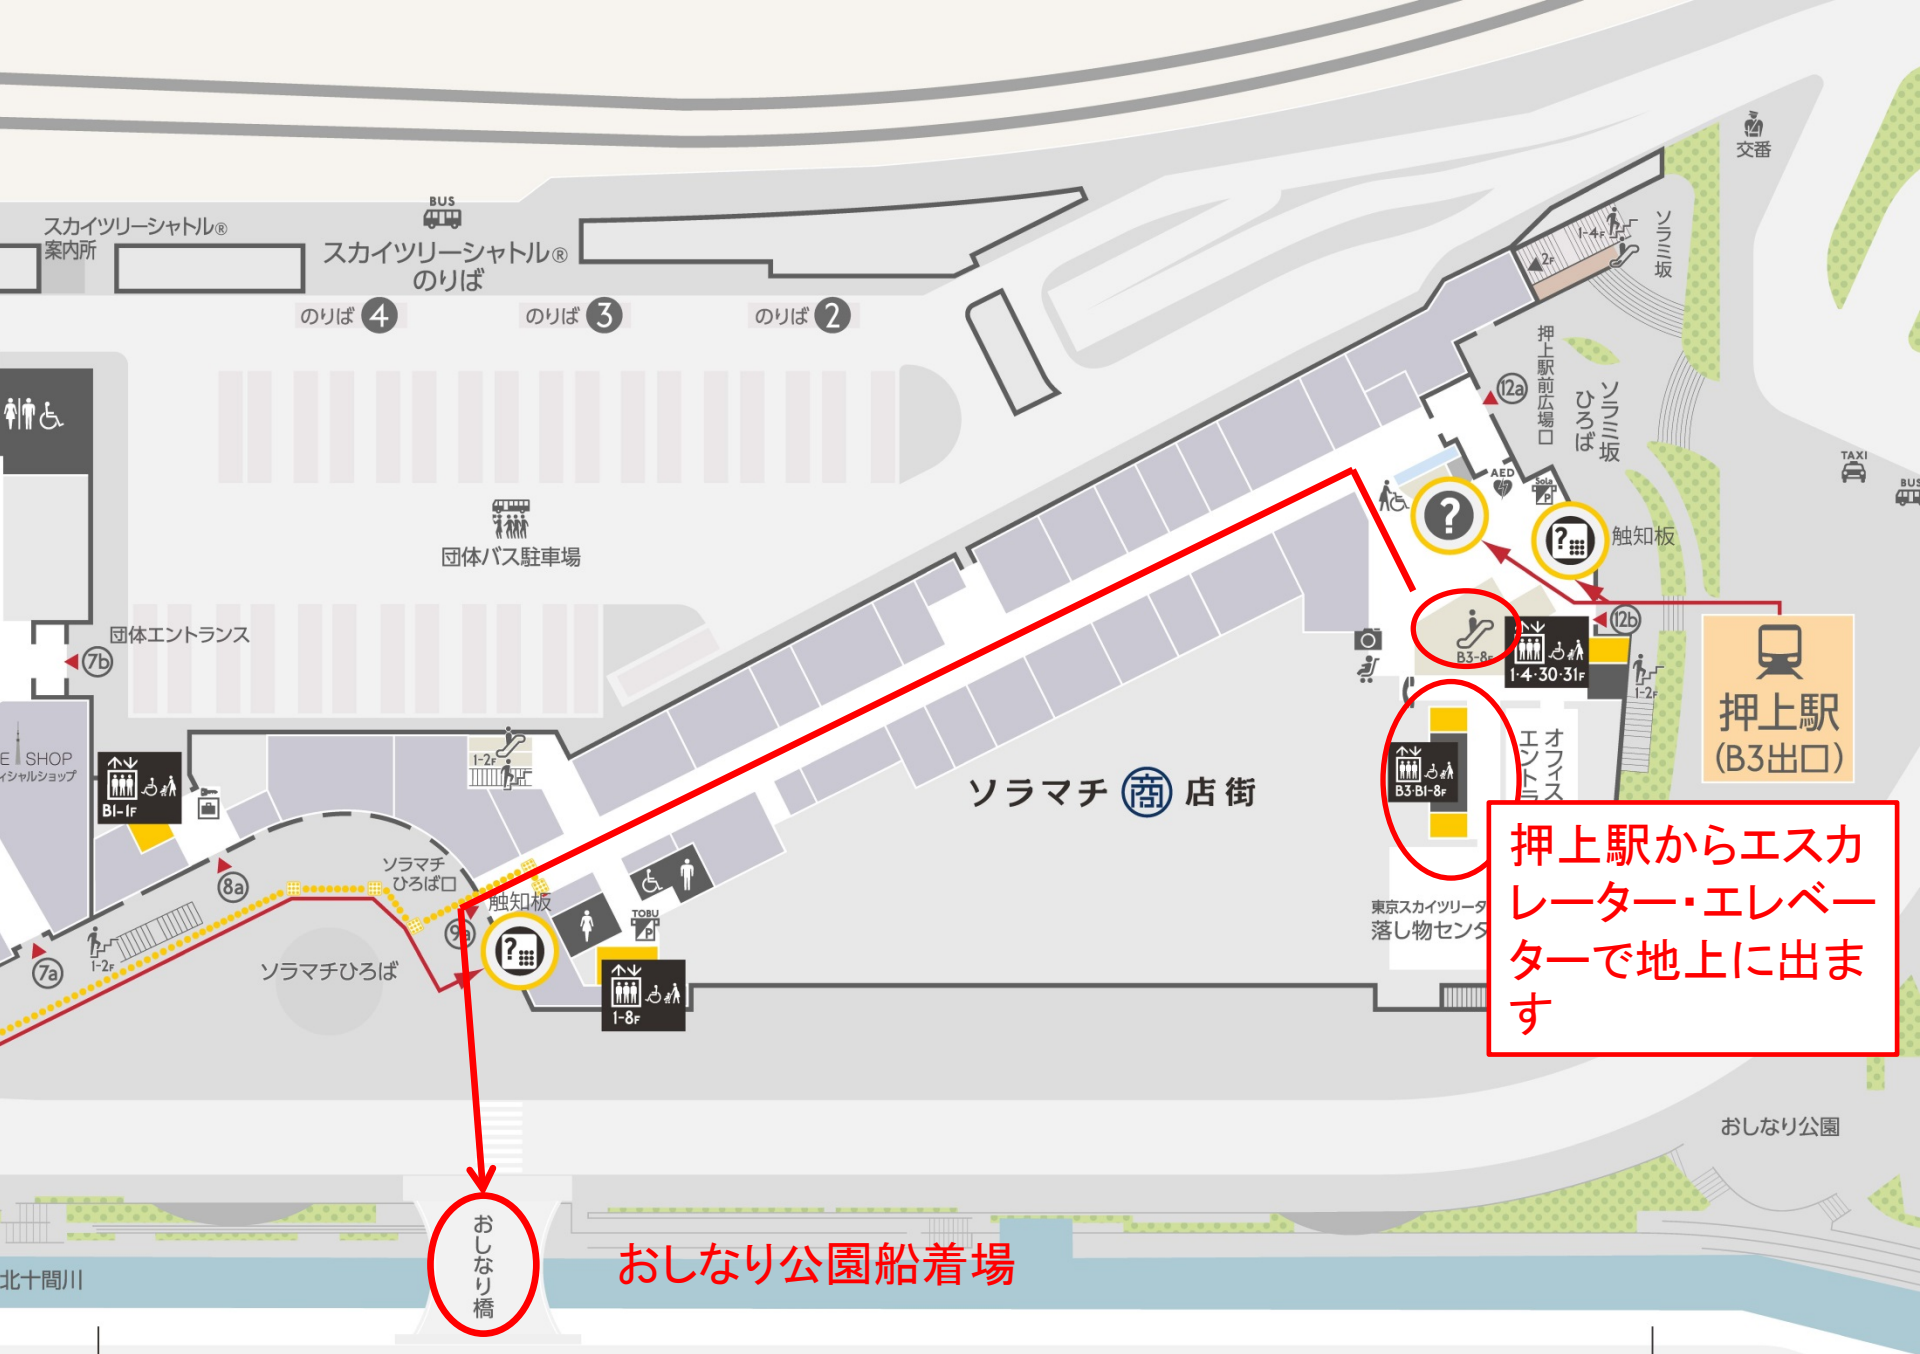 交番
BUS
スカイツリーシャトル®
案内所
スカイツリーシャトル®
のりば
のりば 4
のりば 3
のりば 2
1-4F
2F
ソラミ坂
押上駅前広場口
12a
ソラミ坂
ひろば
TAXI
BUS
AED
Sola
P
?
?
触知板
団体バス駐車場
団体エントランス
7b
B3-8F
12b
1・4・30・31F
1-2F
押上駅
(B3出口)
E SHOP
ィシャルショップ
B1-1F
1-2F
ソラマチ 商 店街
B3・B1-8F
オフィス
エントラ
押上駅からエスカ
レーター・エレベー
ターで地上に出ま
す
ソラマチ
ひろば口
8a
触知板
9a
?
TOBU
P
1-8F
東京スカイツリータ
落し物センタ
7a
1-2F
ソラマチひろば
おしなり公園
おしなり橋
おしなり公園船着場
北十間川